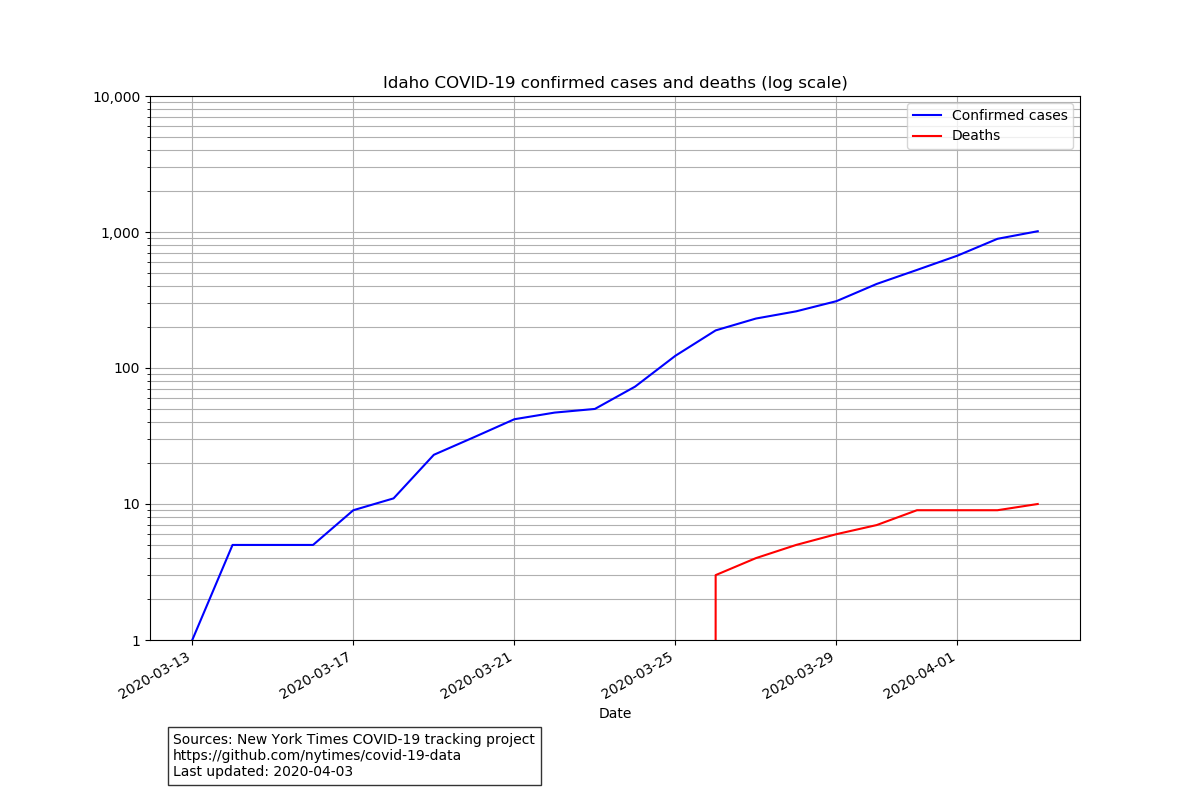 Idaho COVID-19 confirmed cases and deaths (log scale)
10,000
1,000
100
10
1
Confirmed cases
Deaths
2020-03-13
2020-03-17
2020-03-21
2020-03-25
2020-03-29
2020-04-01
Date
Sources: New York Times COVID-19 tracking project
https://github.com/nytimes/covid-19-data
Last updated: 2020-04-03